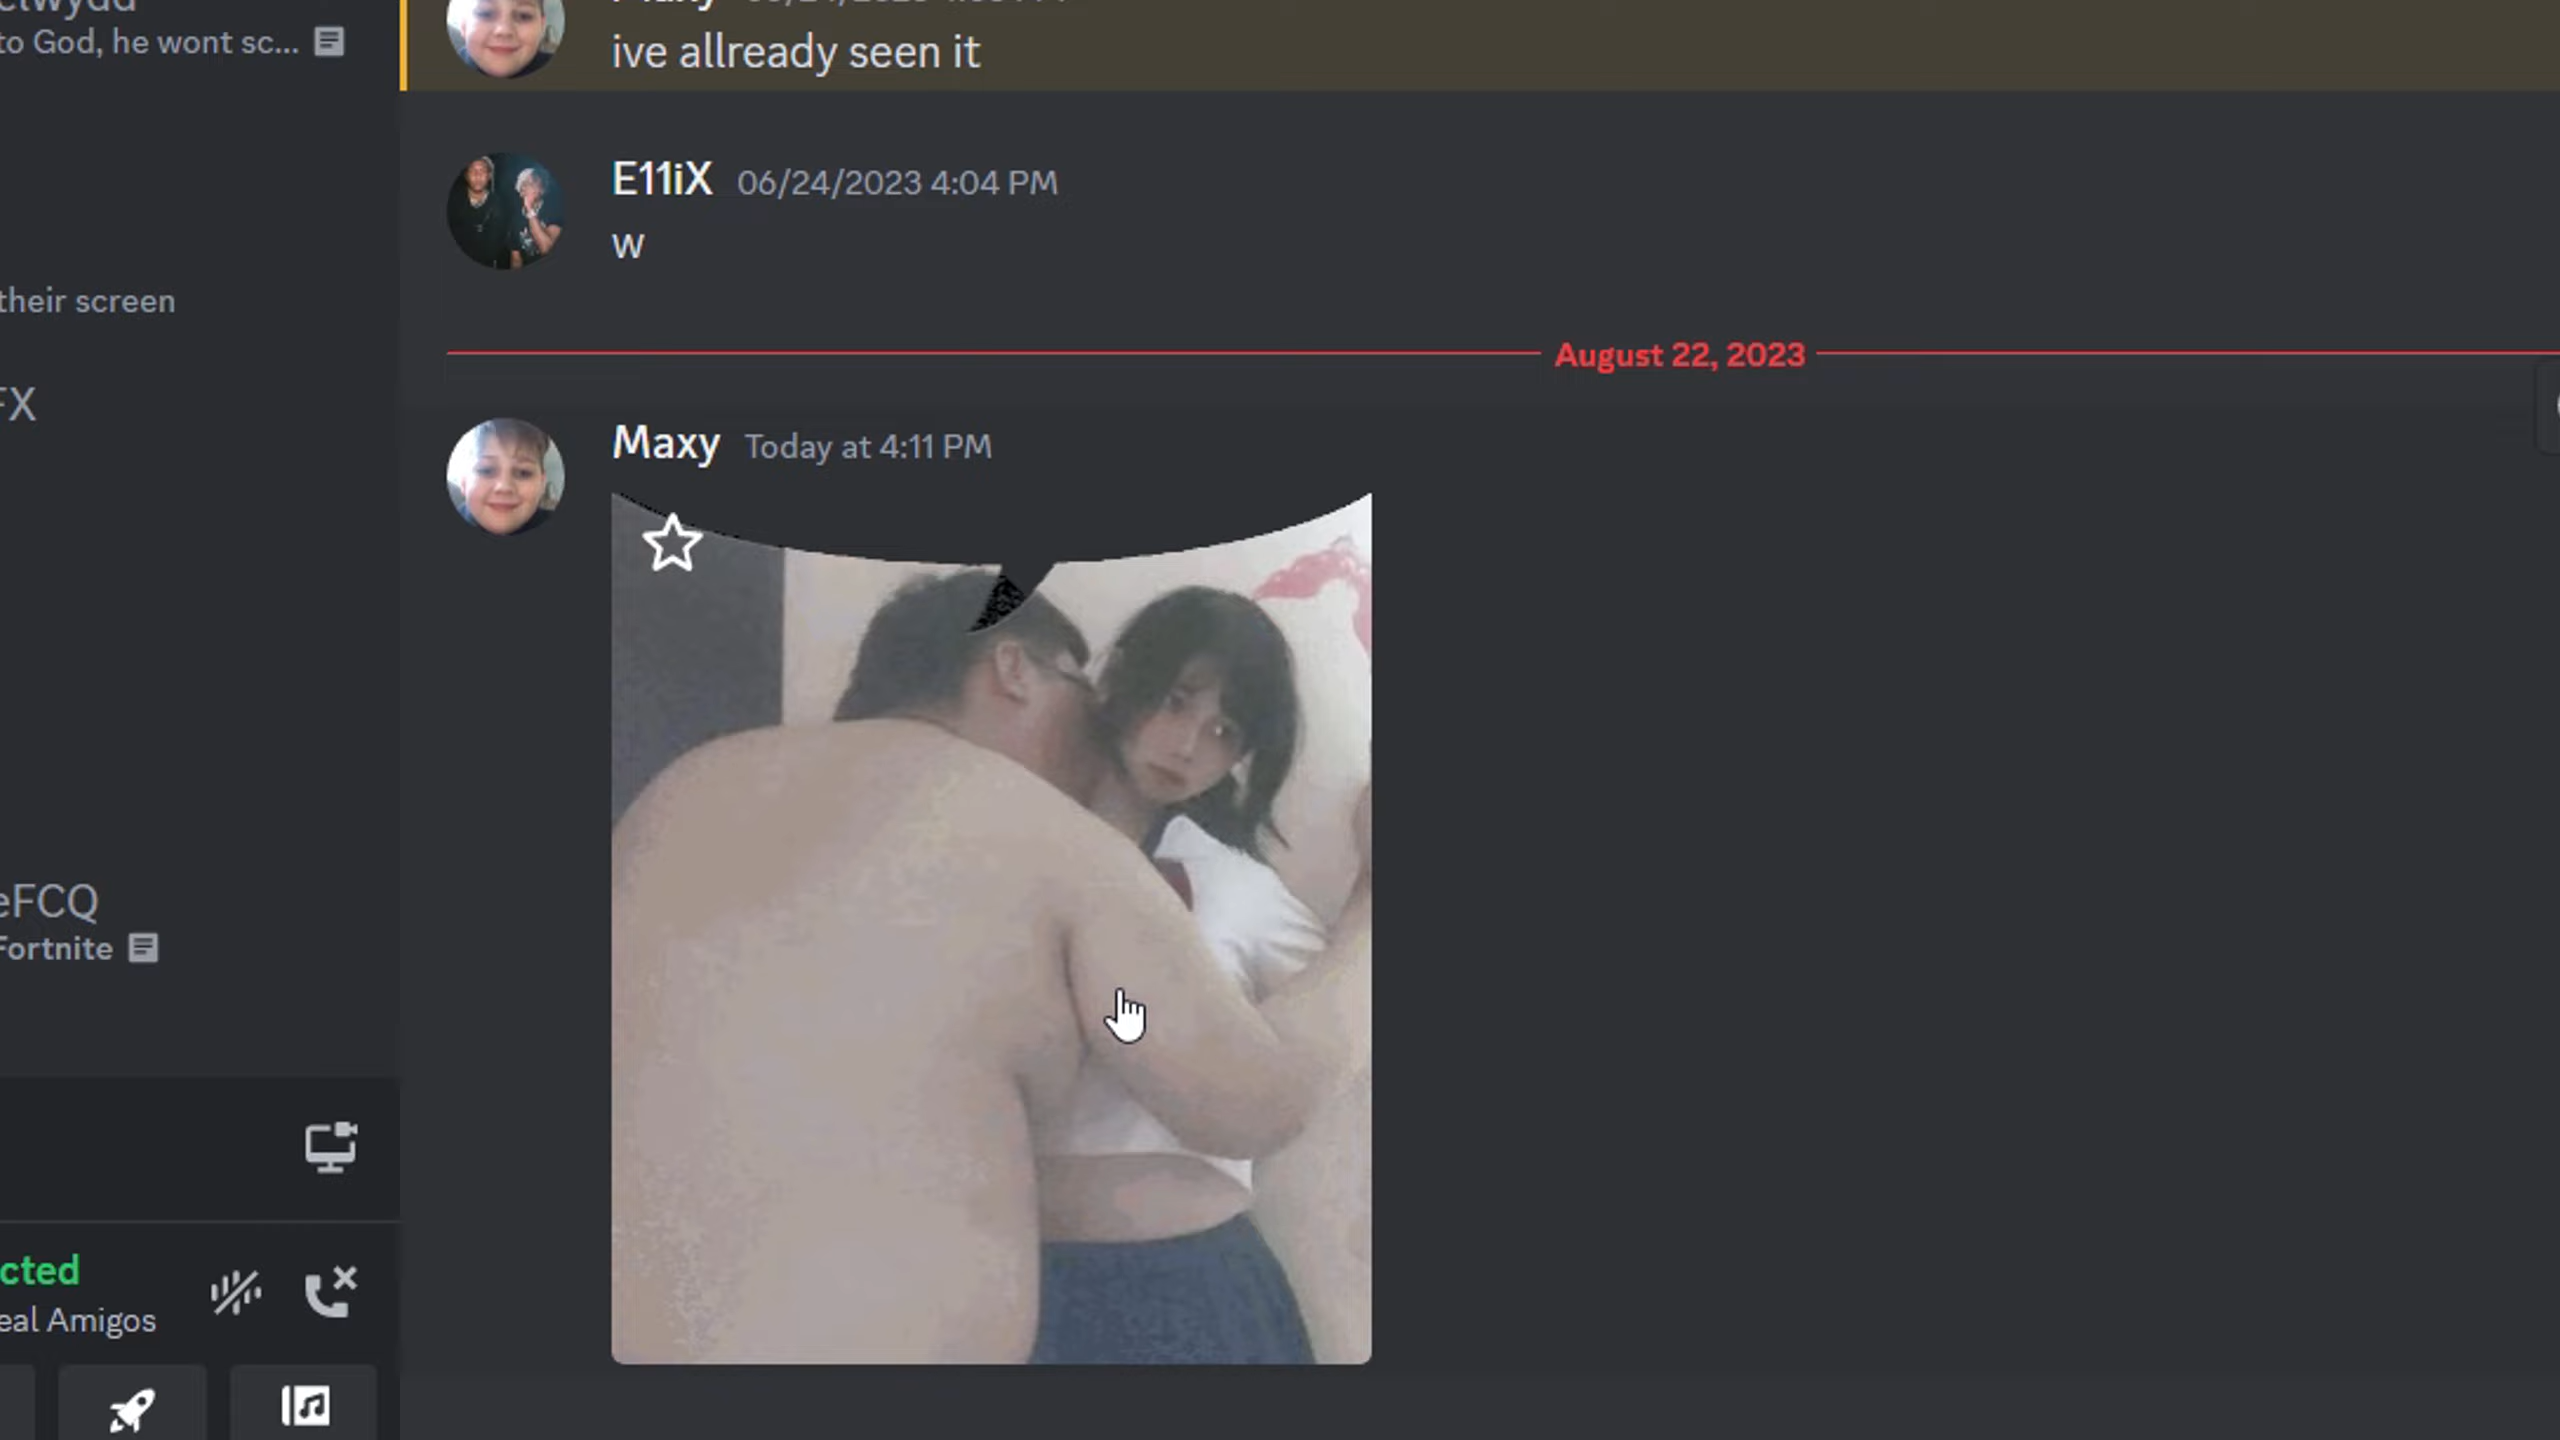 to God, he wont sc...
their screen
FX
eFCQ
Fortnite
cted
eal Amigos
ive allready seen it
E11iX 06/24/2023 4:04 PM
w
August 22, 2023
Maxy Today at 4:11 PM